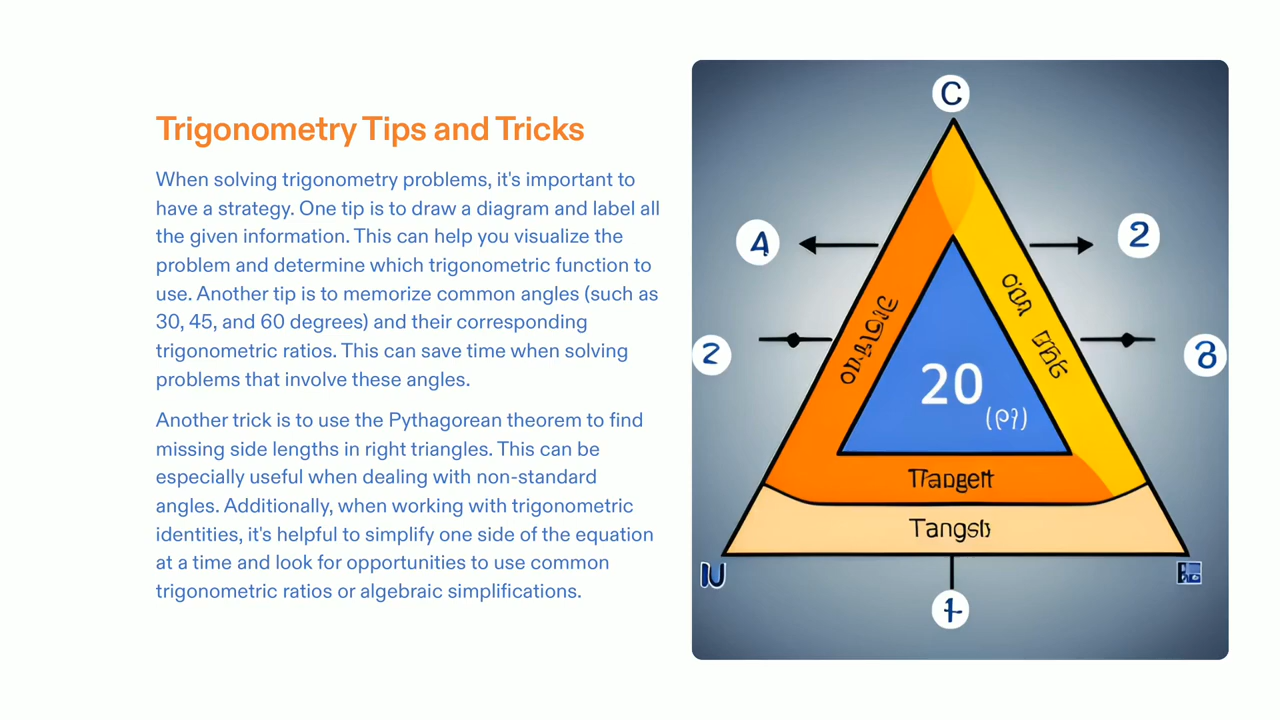 Trigonometry Tips and Tricks
When solving trigonometry problems, it's important to
have a strategy. One tip is to draw a diagram and label all
the given information. This can help you visualize the
problem and determine which trigonometric function to
use. Another tip is to memorize common angles (such as
30, 45, and 60 degrees) and their corresponding
trigonometric ratios. This can save time when solving
problems that involve these angles.
Another trick is to use the Pythagorean theorem to find
missing side lengths in right triangles. This can be
especially useful when dealing with non-standard
angles. Additionally, when working with trigonometric
identities, it's helpful to simplify one side of the equation
at a time and look for opportunities to use common
trigonometric ratios or algebraic simplifications.
C
2
20